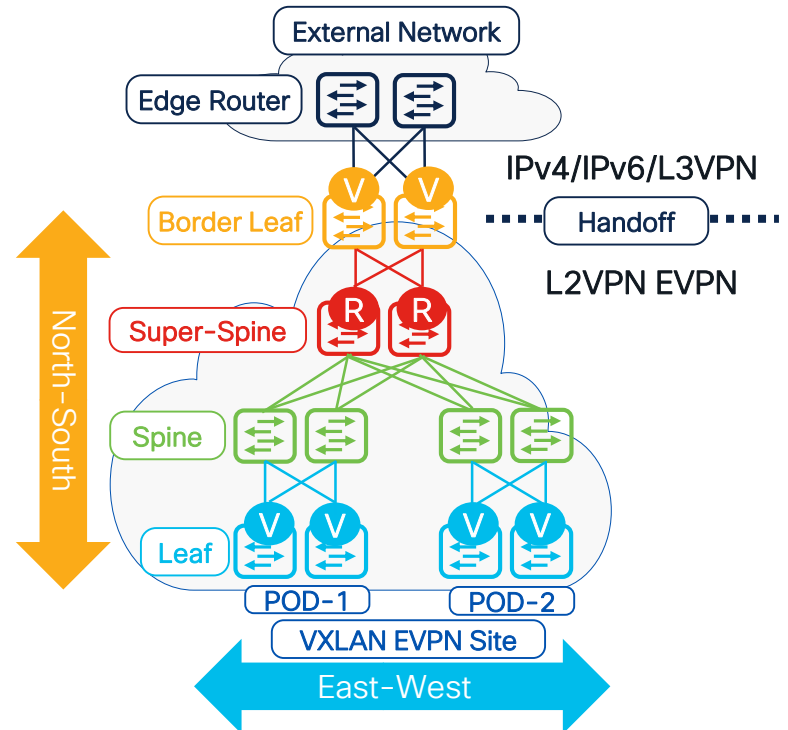 External Network
Edge Router
V V
IPv4/IPv6/L3VPN
Border Leaf
Handoff
L2VPN EVPN
R R
Super-Spine
North-South
Spine
V V V V
Leaf
POD-1 POD-2
VXLAN EVPN Site
East-West